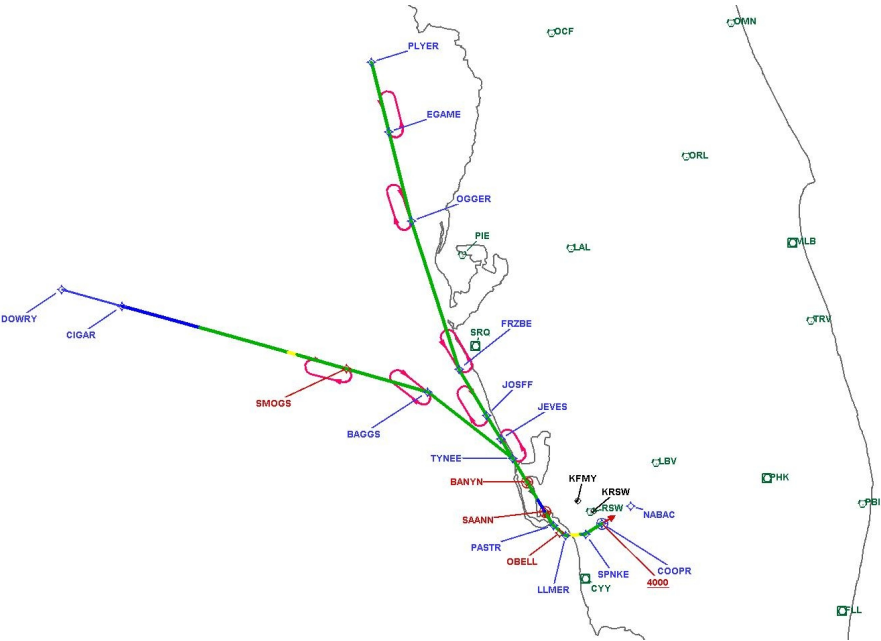 OCF
OMN
PLYER
EGAME
ORL
OGGER
PIE
LAL
MLB
DOWRY
CIGAR
TRV
FRZBE
SRQ
SMOGS
JOSFF
JEVES
BAGGS
TYNEE
LBV
BANYN
KFMY
PHK
KRSW
RSW
NABAC
PBI
SAANN
PASTR
OBELL
LLMER
SPNKE
COOPR
4000
CYY
FLL